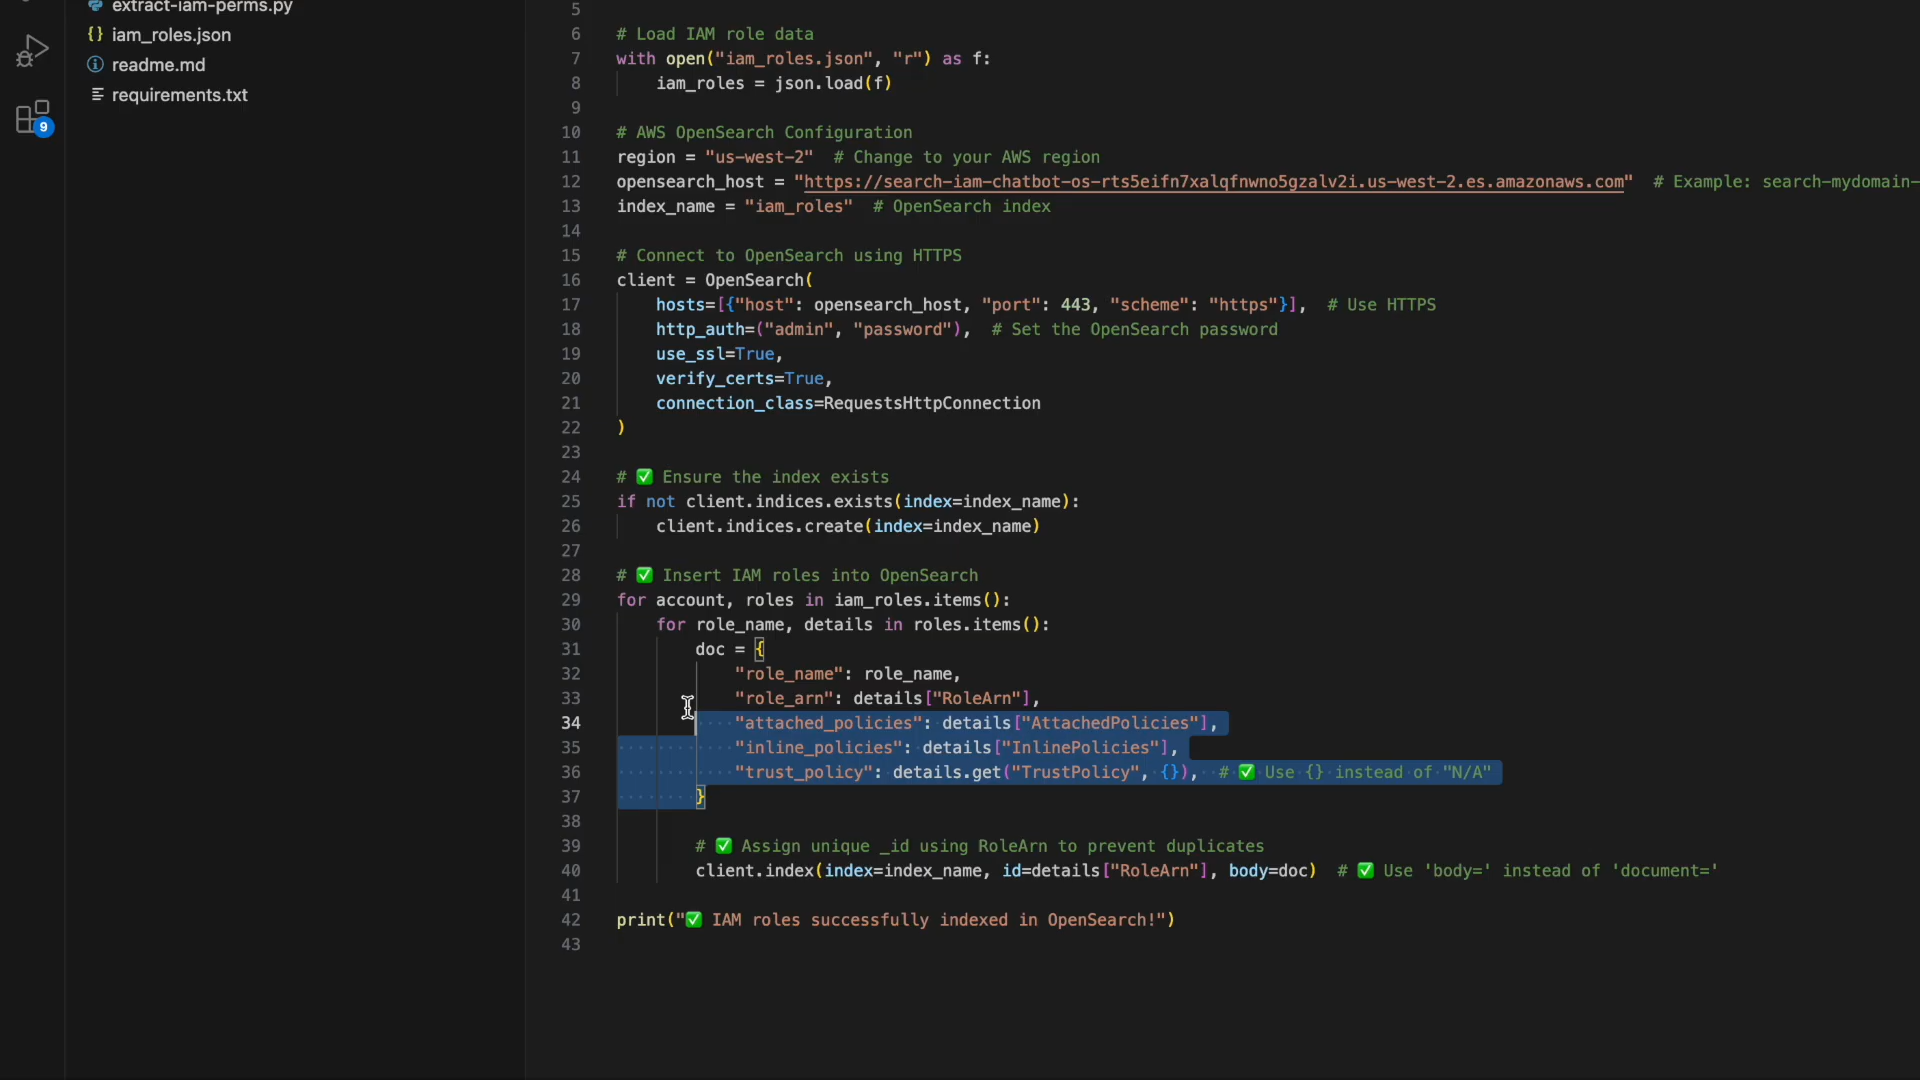 extract-iam-perms.py
{} iam_roles.json
readme.md
requirements.txt
9
5
6 # Load IAM role data
7 with open("iam_roles.json", "r") as f:
8 iam_roles = json.load(f)
9
10 # AWS OpenSearch Configuration
11 region = "us-west-2" # Change to your AWS region
12 opensearch_host = "https://search-iam-chatbot-os-rts5eifn7xalqfnwno5gzalv2i.us-west-2.es.amazonaws.com" # Example: search-mydomain-
13 index_name = "iam_roles" # OpenSearch index
14
15 # Connect to OpenSearch using HTTPS
16 client = OpenSearch(
17 hosts=[{"host": opensearch_host, "port": 443, "scheme": "https"}], # Use HTTPS
18 http_auth=("admin", "password"), # Set the OpenSearch password
19 use_ssl=True,
20 verify_certs=True,
21 connection_class=RequestsHttpConnection
22 )
23
24 # ✅ Ensure the index exists
25 if not client.indices.exists(index=index_name):
26 client.indices.create(index=index_name)
27
28 # ✅ Insert IAM roles into OpenSearch
29 for account, roles in iam_roles.items():
30 for role_name, details in roles.items():
31 doc = {
32 "role_name": role_name,
33 "role_arn": details["RoleArn"],
34 "attached_policies": details["AttachedPolicies"],
35 "inline_policies": details["InlinePolicies"],
36 "trust_policy": details.get("TrustPolicy", {}), # ✅ Use {} instead of "N/A"
37 }
38
39 # ✅ Assign unique _id using RoleArn to prevent duplicates
40 client.index(index=index_name, id=details["RoleArn"], body=doc) # ✅ Use 'body=' instead of 'document='
41
42 print("✅ IAM roles successfully indexed in OpenSearch!")
43